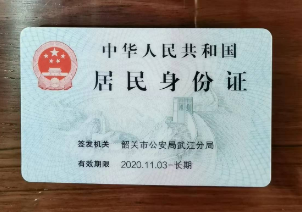 中华人民共和国
居民身份证
签发机关 韶关市公安局武江分局
有效期限 2020.11.03-长期